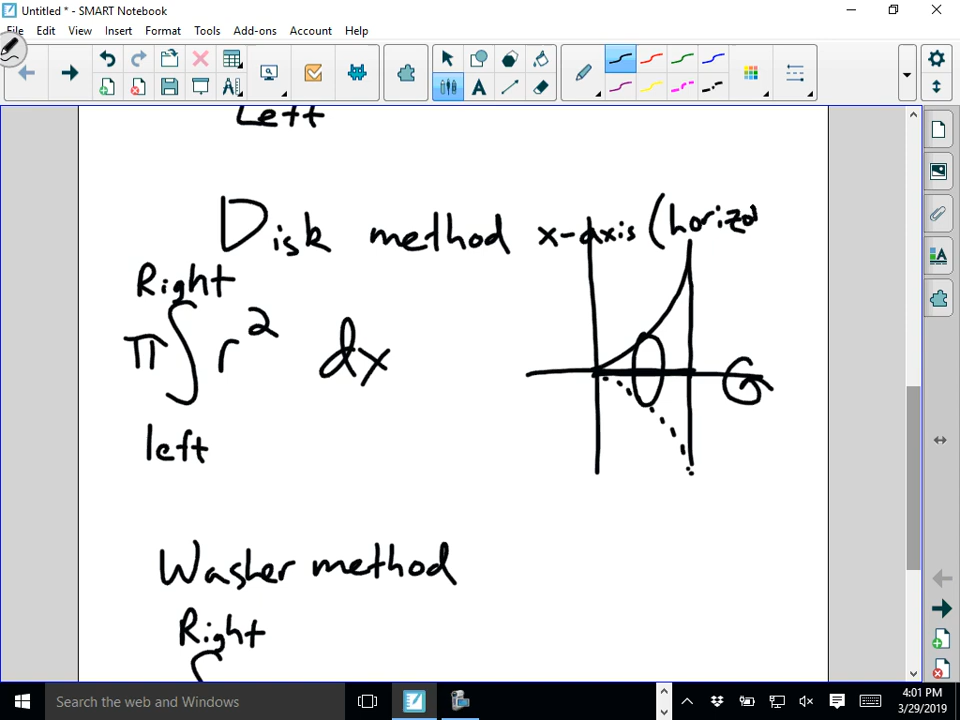 Untitled * - SMART Notebook
File Edit View Insert Format Tools Add-ons Account Help
Left
Disk method x-axis (horizo
Right
π∫ r² dx
left
Washer method
Right
∫
Search the web and Windows
4:01 PM
3/29/2019